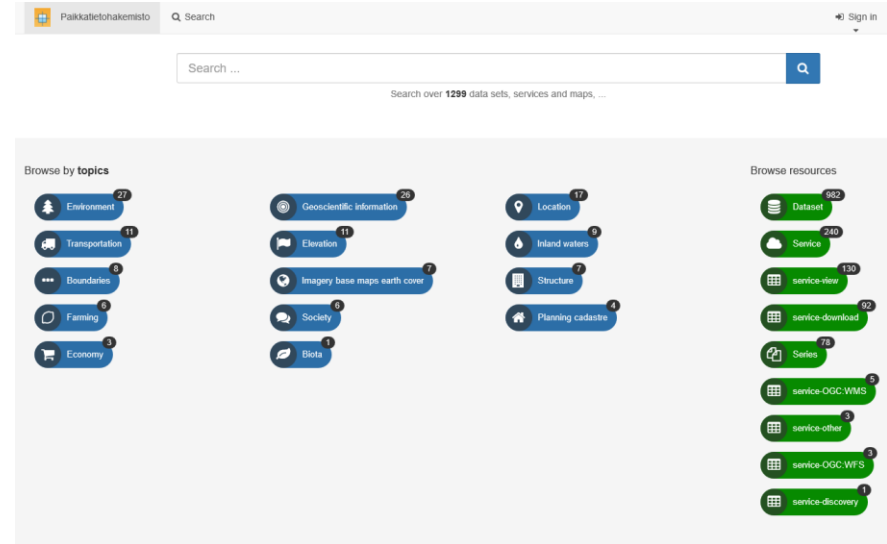 Paikkatietohakemisto Search Sign in
Search ...
Search over 1299 data sets, services and maps, ...
Browse by topics
Environment 27
Geoscientific information 26
Location 17
Transportation 11
Elevation 11
Inland waters 9
Boundaries 8
Imagery base maps earth cover 7
Structure 7
Farming 6
Society 6
Planning cadastre 4
Economy 3
Biota 1
Browse resources
Dataset 982
Service 240
service-view 130
service-download 92
Series 78
service-OGC:WMS 5
service-other 3
service-OGC:WFS 3
service-discovery 1